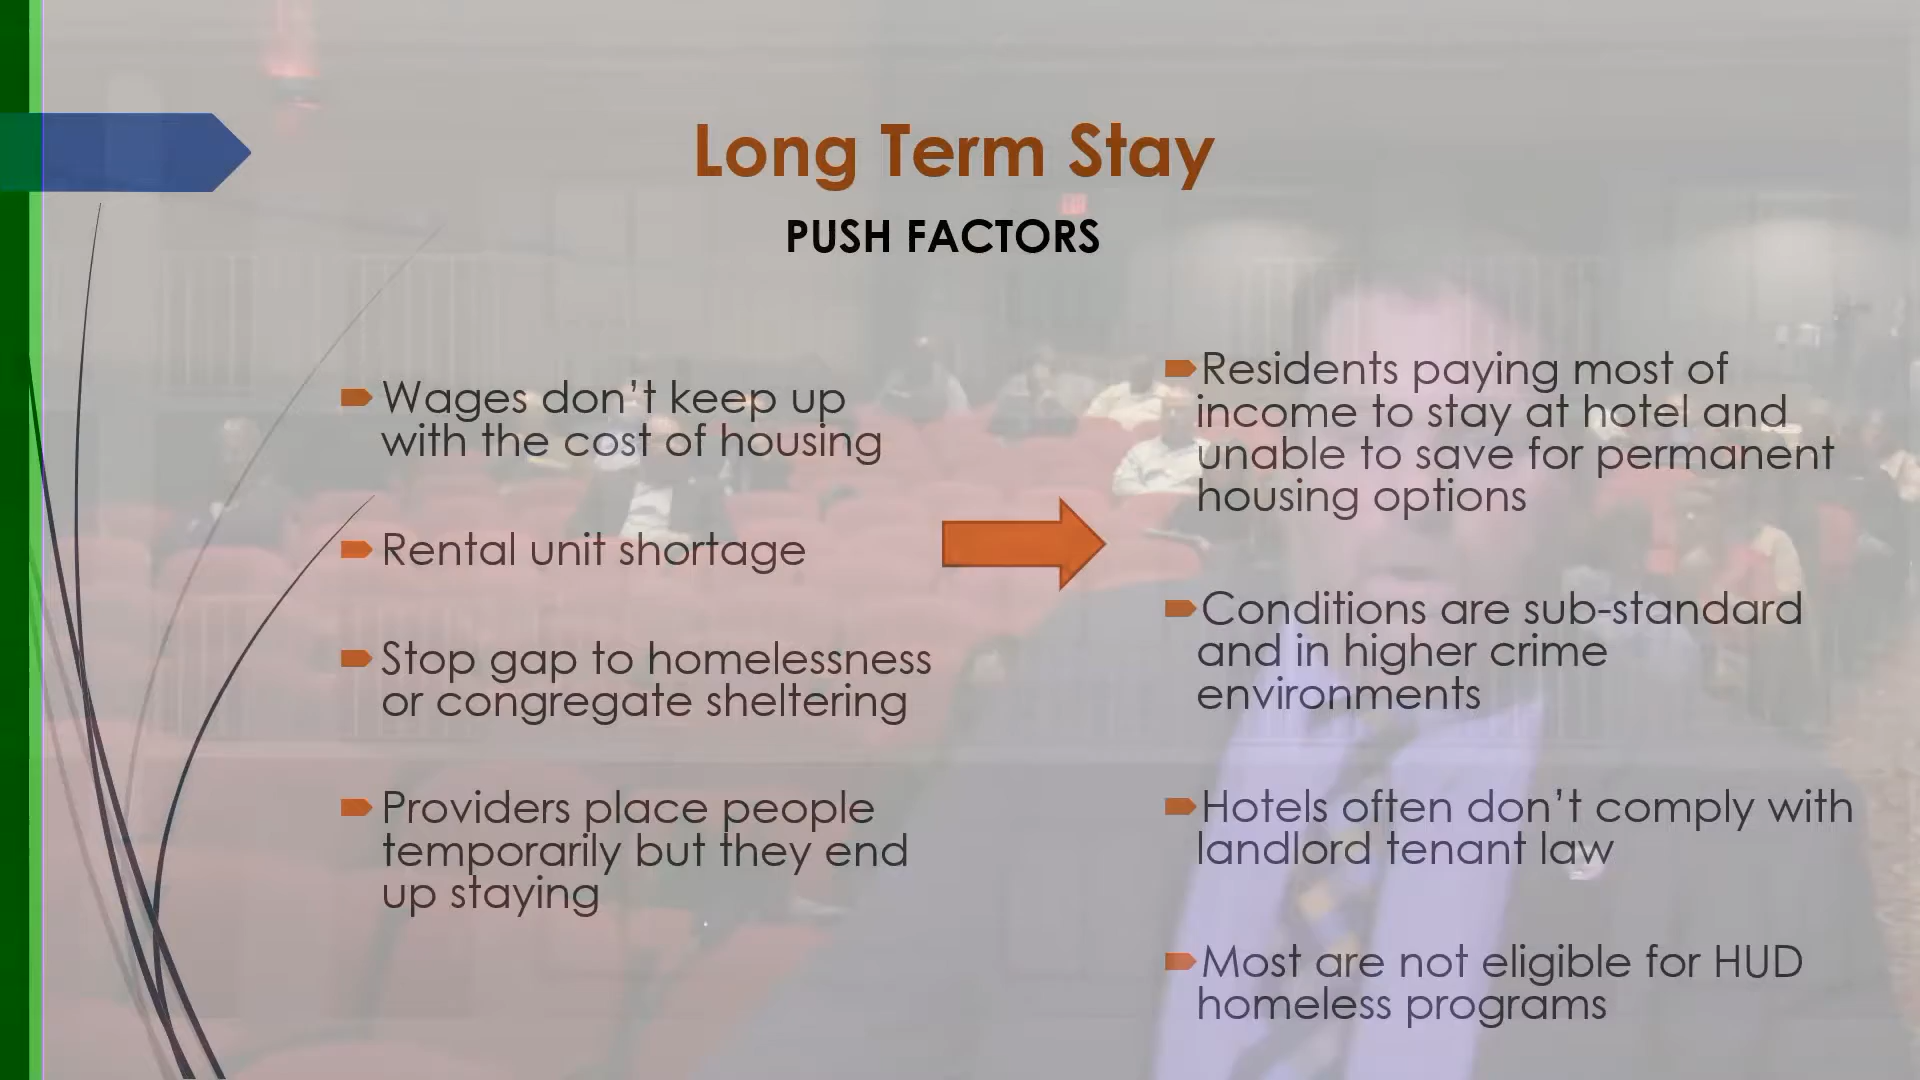 Long Term Stay
PUSH FACTORS
Wages don't keep up
with the cost of housing
Rental unit shortage
Stop gap to homelessness
or congregate sheltering
Providers place people
temporarily but they end
up staying
Residents paying most of
income to stay at hotel and
unable to save for permanent
housing options
Conditions are sub-standard
and in higher crime
environments
Hotels often don't comply with
landlord tenant law
Most are not eligible for HUD
homeless programs